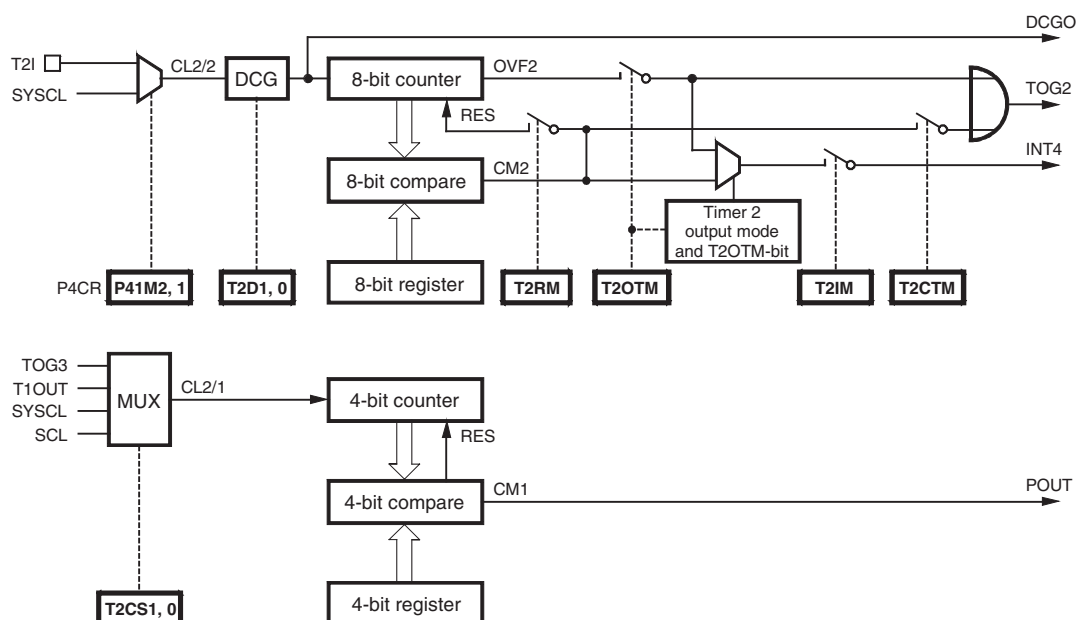 DCGO
T2I
CL2/2
DCG
8-bit counter
OVF2
SYSCL
TOG2
RES
INT4
8-bit compare
CM2
Timer 2
output mode
and T2OTM-bit
P4CR
P41M2, 1
T2D1, 0
8-bit register
T2RM
T2OTM
T2IM
T2CTM
TOG3
T1OUT
SYSCL
SCL
MUX
CL2/1
4-bit counter
RES
4-bit compare
CM1
POUT
T2CS1, 0
4-bit register